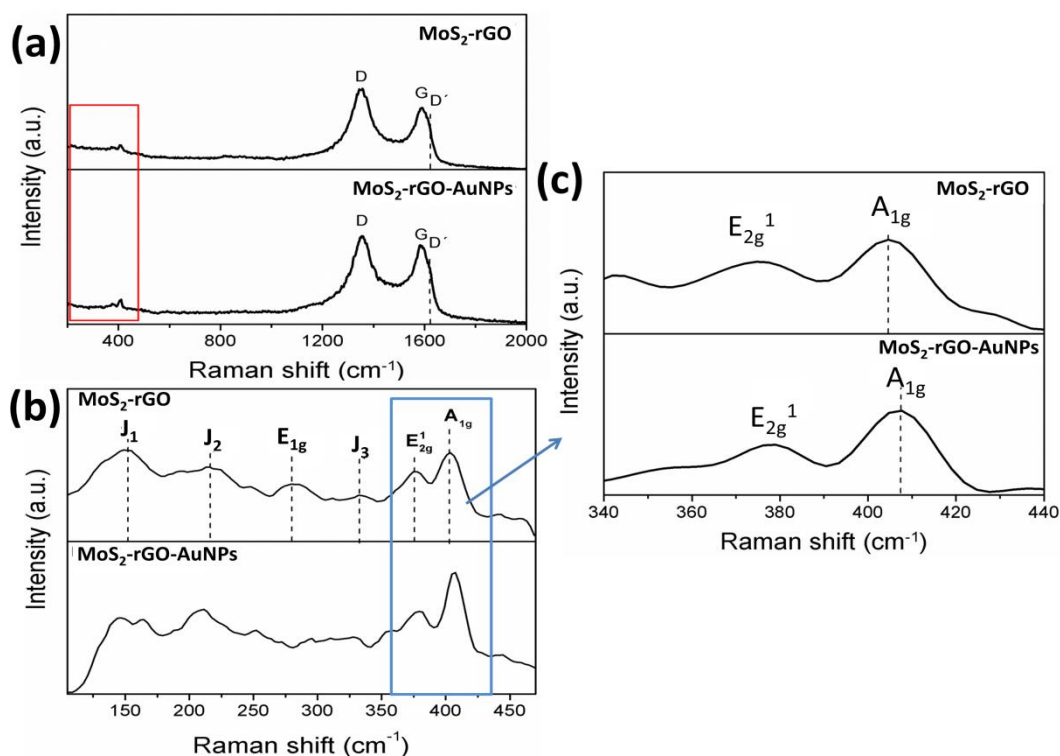 (a)
MoS₂-rGO
D
G
D´
MoS₂-rGO-AuNPs
D
G
D´
Intensity (a.u.)
200 400 800 1200 1600 2000
Raman shift (cm⁻¹)
(b)
MoS₂-rGO
J₁
J₂
E₁g
J₃
E¹₂g
A₁g
MoS₂-rGO-AuNPs
Intensity (a.u.)
150 200 250 300 350 400 450
Raman shift (cm⁻¹)
(c)
MoS₂-rGO
E₂g¹
A₁g
MoS₂-rGO-AuNPs
E₂g¹
A₁g
Intensity (a.u.)
340 360 380 400 420 440
Raman shift (cm⁻¹)